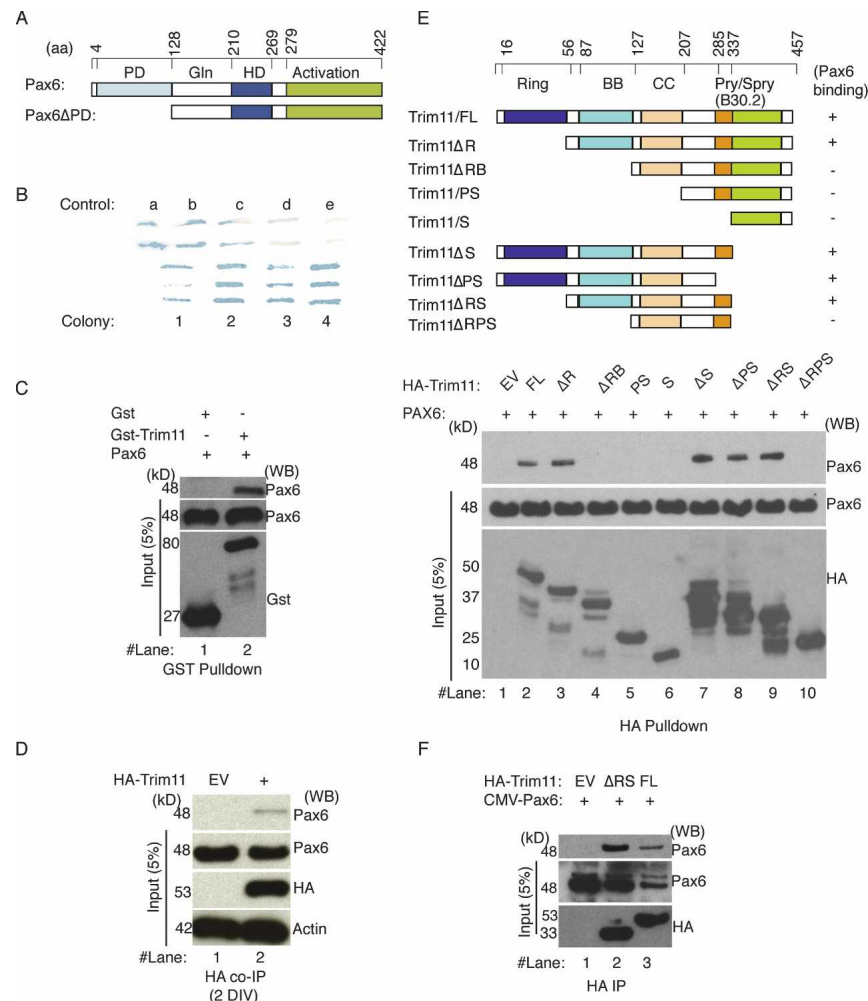 A
(aa)
4 128 210 269 279 422
PD Gln HD Activation
Pax6:
Pax6ΔPD:
B
Control: a b c d e
Colony: 1 2 3 4
C
Gst + -
Gst-Trim11 - +
Pax6 + +
(kD) (WB)
48 Pax6
48 Pax6
80
Input (5%)
Gst
27
#Lane: 1 2
GST Pulldown
D
HA-Trim11 EV +
(kD) (WB)
48 Pax6
48 Pax6
Input (5%)
53 HA
42 Actin
#Lane: 1 2
HA co-IP
(2 DIV)
E
16 56 87 127 207 285 337 457
(Pax6
binding)
Ring BB CC Pry/Spry
(B30.2)
Trim11/FL +
Trim11ΔR +
Trim11ΔRB -
Trim11/PS -
Trim11/S -
Trim11ΔS +
Trim11ΔPS +
Trim11ΔRS +
Trim11ΔRPS -
HA-Trim11: EV FL ΔR ΔRB PS S ΔS ΔPS ΔRS ΔRPS
PAX6: + + + + + + + + + +
(kD) (WB)
48 Pax6
48 Pax6
Input (5%)
50 HA
37
25
10
#Lane: 1 2 3 4 5 6 7 8 9 10
HA Pulldown
F
HA-Trim11: EV ΔRS FL
CMV-Pax6: + + +
(kD) (WB)
48 Pax6
Input (5%)
48 Pax6
53 HA
33
#Lane: 1 2 3
HA IP